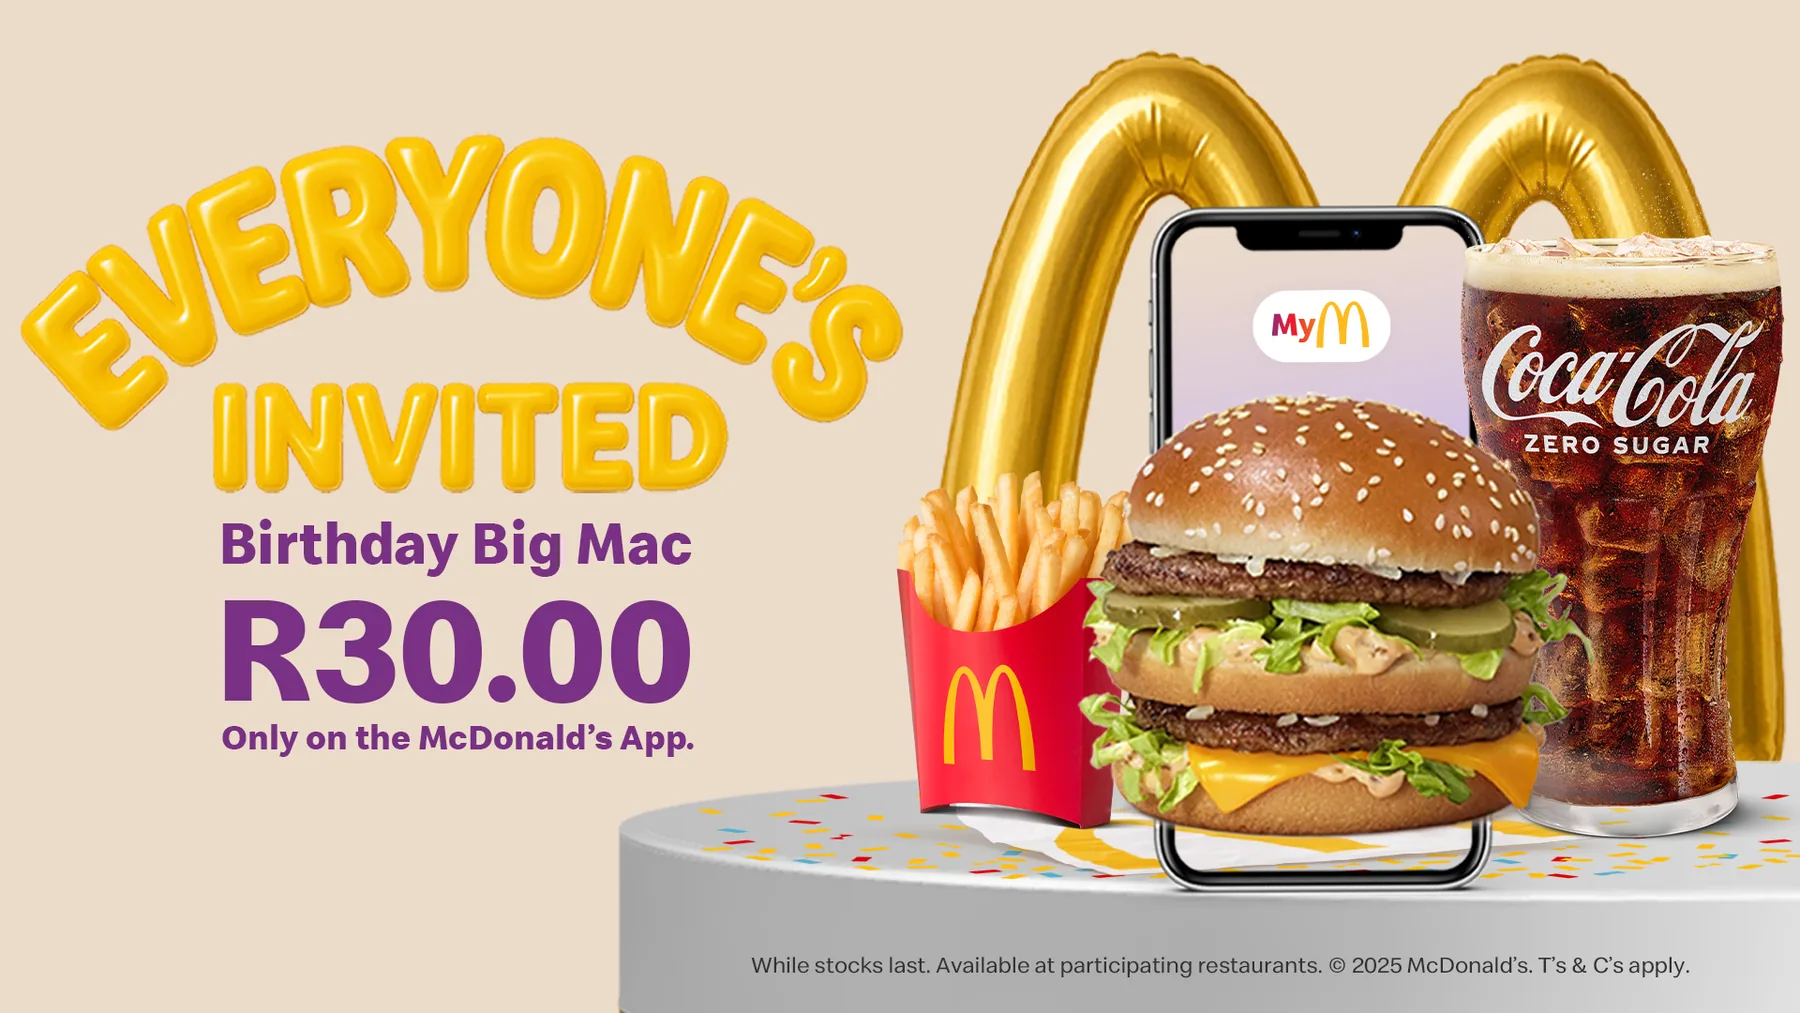 EVERYONE'S
INVITED
Birthday Big Mac
R30.00
Only on the McDonald's App.
My
Coca-Cola
ZERO SUGAR
While stocks last. Available at participating restaurants. © 2025 McDonald's. T's & C's apply.